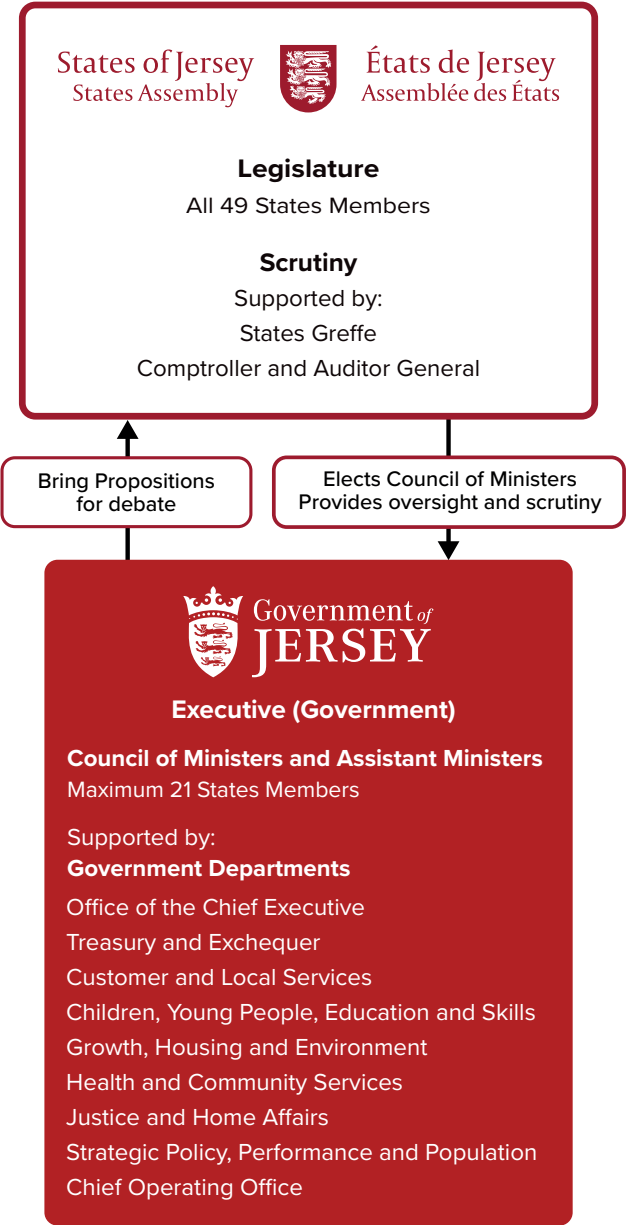 States of Jersey
States Assembly
États de Jersey
Assemblée des États
Legislature
All 49 States Members
Scrutiny
Supported by:
States Greffe
Comptroller and Auditor General
Bring Propositions
for debate
Elects Council of Ministers
Provides oversight and scrutiny
Government of
JERSEY
Executive (Government)
Council of Ministers and Assistant Ministers
Maximum 21 States Members
Supported by:
Government Departments
Office of the Chief Executive
Treasury and Exchequer
Customer and Local Services
Children, Young People, Education and Skills
Growth, Housing and Environment
Health and Community Services
Justice and Home Affairs
Strategic Policy, Performance and Population
Chief Operating Office